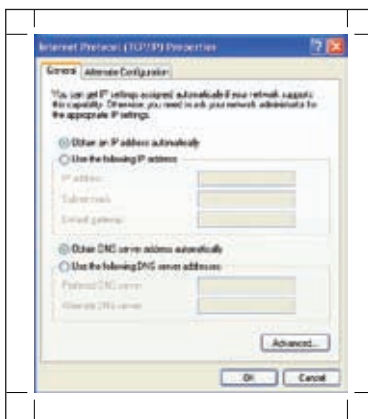 Internet Protocol (TCP/IP) Properties
General
Alternate Configuration
You can get IP settings assigned automatically if your network supports
this capability. Otherwise, you need to ask your network administrator for
the appropriate IP settings.
Obtain an IP address automatically
Use the following IP address:
IP address:
Subnet mask:
Default gateway:
Obtain DNS server address automatically
Use the following DNS server addresses:
Preferred DNS server:
Alternate DNS server:
Advanced...
OK
Cancel